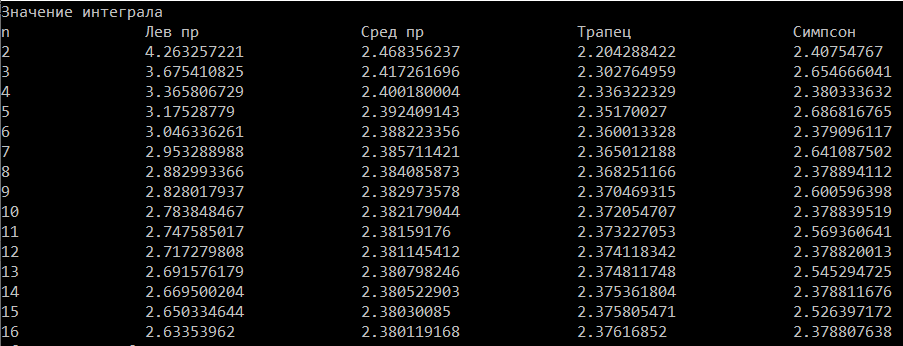 Значение интеграла
n Лев пр Сред пр Трапец Симпсон
2 4.263257221 2.468356237 2.204288422 2.40754767
3 3.675410825 2.417261696 2.302764959 2.654666041
4 3.365806729 2.400180004 2.336322329 2.380333632
5 3.17528779 2.392409143 2.35170027 2.686816765
6 3.046336261 2.388223356 2.360013328 2.379096117
7 2.953288988 2.385711421 2.365012188 2.641087502
8 2.882993366 2.384085873 2.368251166 2.378894112
9 2.828017937 2.382973578 2.370469315 2.600596398
10 2.783848467 2.382179044 2.372054707 2.378839519
11 2.747585017 2.38159176 2.373227053 2.569360641
12 2.717279808 2.381145412 2.374118342 2.378820013
13 2.691576179 2.380798246 2.374811748 2.545294725
14 2.669500204 2.380522903 2.375361804 2.378811676
15 2.650334644 2.38030085 2.375805471 2.526397172
16 2.63353962 2.380119168 2.37616852 2.378807638